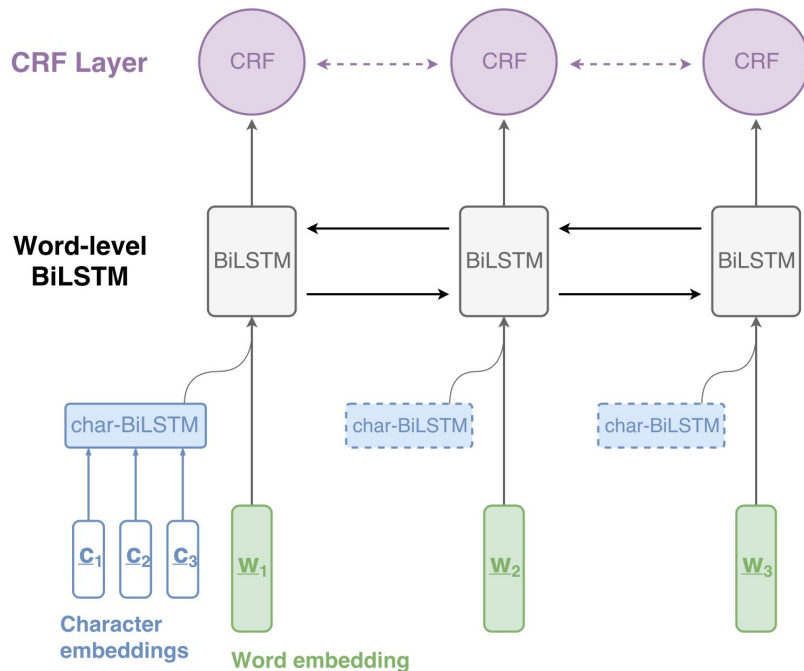 CRF Layer
CRF
CRF
CRF
Word-level
BiLSTM
BiLSTM
BiLSTM
BiLSTM
char-BiLSTM
char-BiLSTM
char-BiLSTM
c1
c2
c3
w1
w2
w3
Character
embeddings
Word embedding